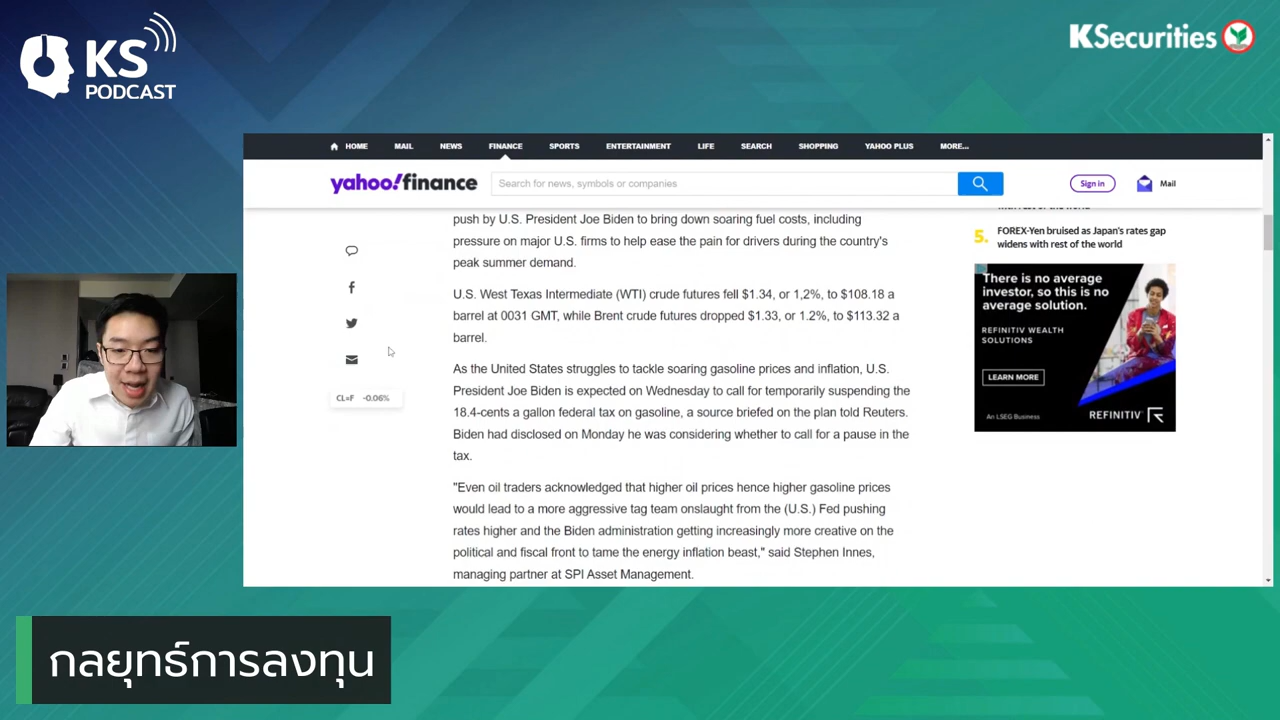 KS
PODCAST
KSecurities
HOME MAIL NEWS FINANCE SPORTS ENTERTAINMENT LIFE SEARCH SHOPPING YAHOO PLUS MORE...
yahoo!finance
Search for news, symbols or companies
Sign in
Mail
push by U.S. President Joe Biden to bring down soaring fuel costs, including
pressure on major U.S. firms to help ease the pain for drivers during the country's
peak summer demand.
U.S. West Texas Intermediate (WTI) crude futures fell $1.34, or 1,2%, to $108.18 a
barrel at 0031 GMT, while Brent crude futures dropped $1.33, or 1.2%, to $113.32 a
barrel.
As the United States struggles to tackle soaring gasoline prices and inflation, U.S.
President Joe Biden is expected on Wednesday to call for temporarily suspending the
18.4-cents a gallon federal tax on gasoline, a source briefed on the plan told Reuters.
Biden had disclosed on Monday he was considering whether to call for a pause in the
tax.
"Even oil traders acknowledged that higher oil prices hence higher gasoline prices
would lead to a more aggressive tag team onslaught from the (U.S.) Fed pushing
rates higher and the Biden administration getting increasingly more creative on the
political and fiscal front to tame the energy inflation beast," said Stephen Innes,
managing partner at SPI Asset Management.
CL=F -0.06%
5. FOREX-Yen bruised as Japan's rates gap
widens with rest of the world
There is no average
investor, so this is no
average solution.
REFINITIV WEALTH
SOLUTIONS
LEARN MORE
An LSEG Business
REFINITIV
กลยุทธ์การลงทุน